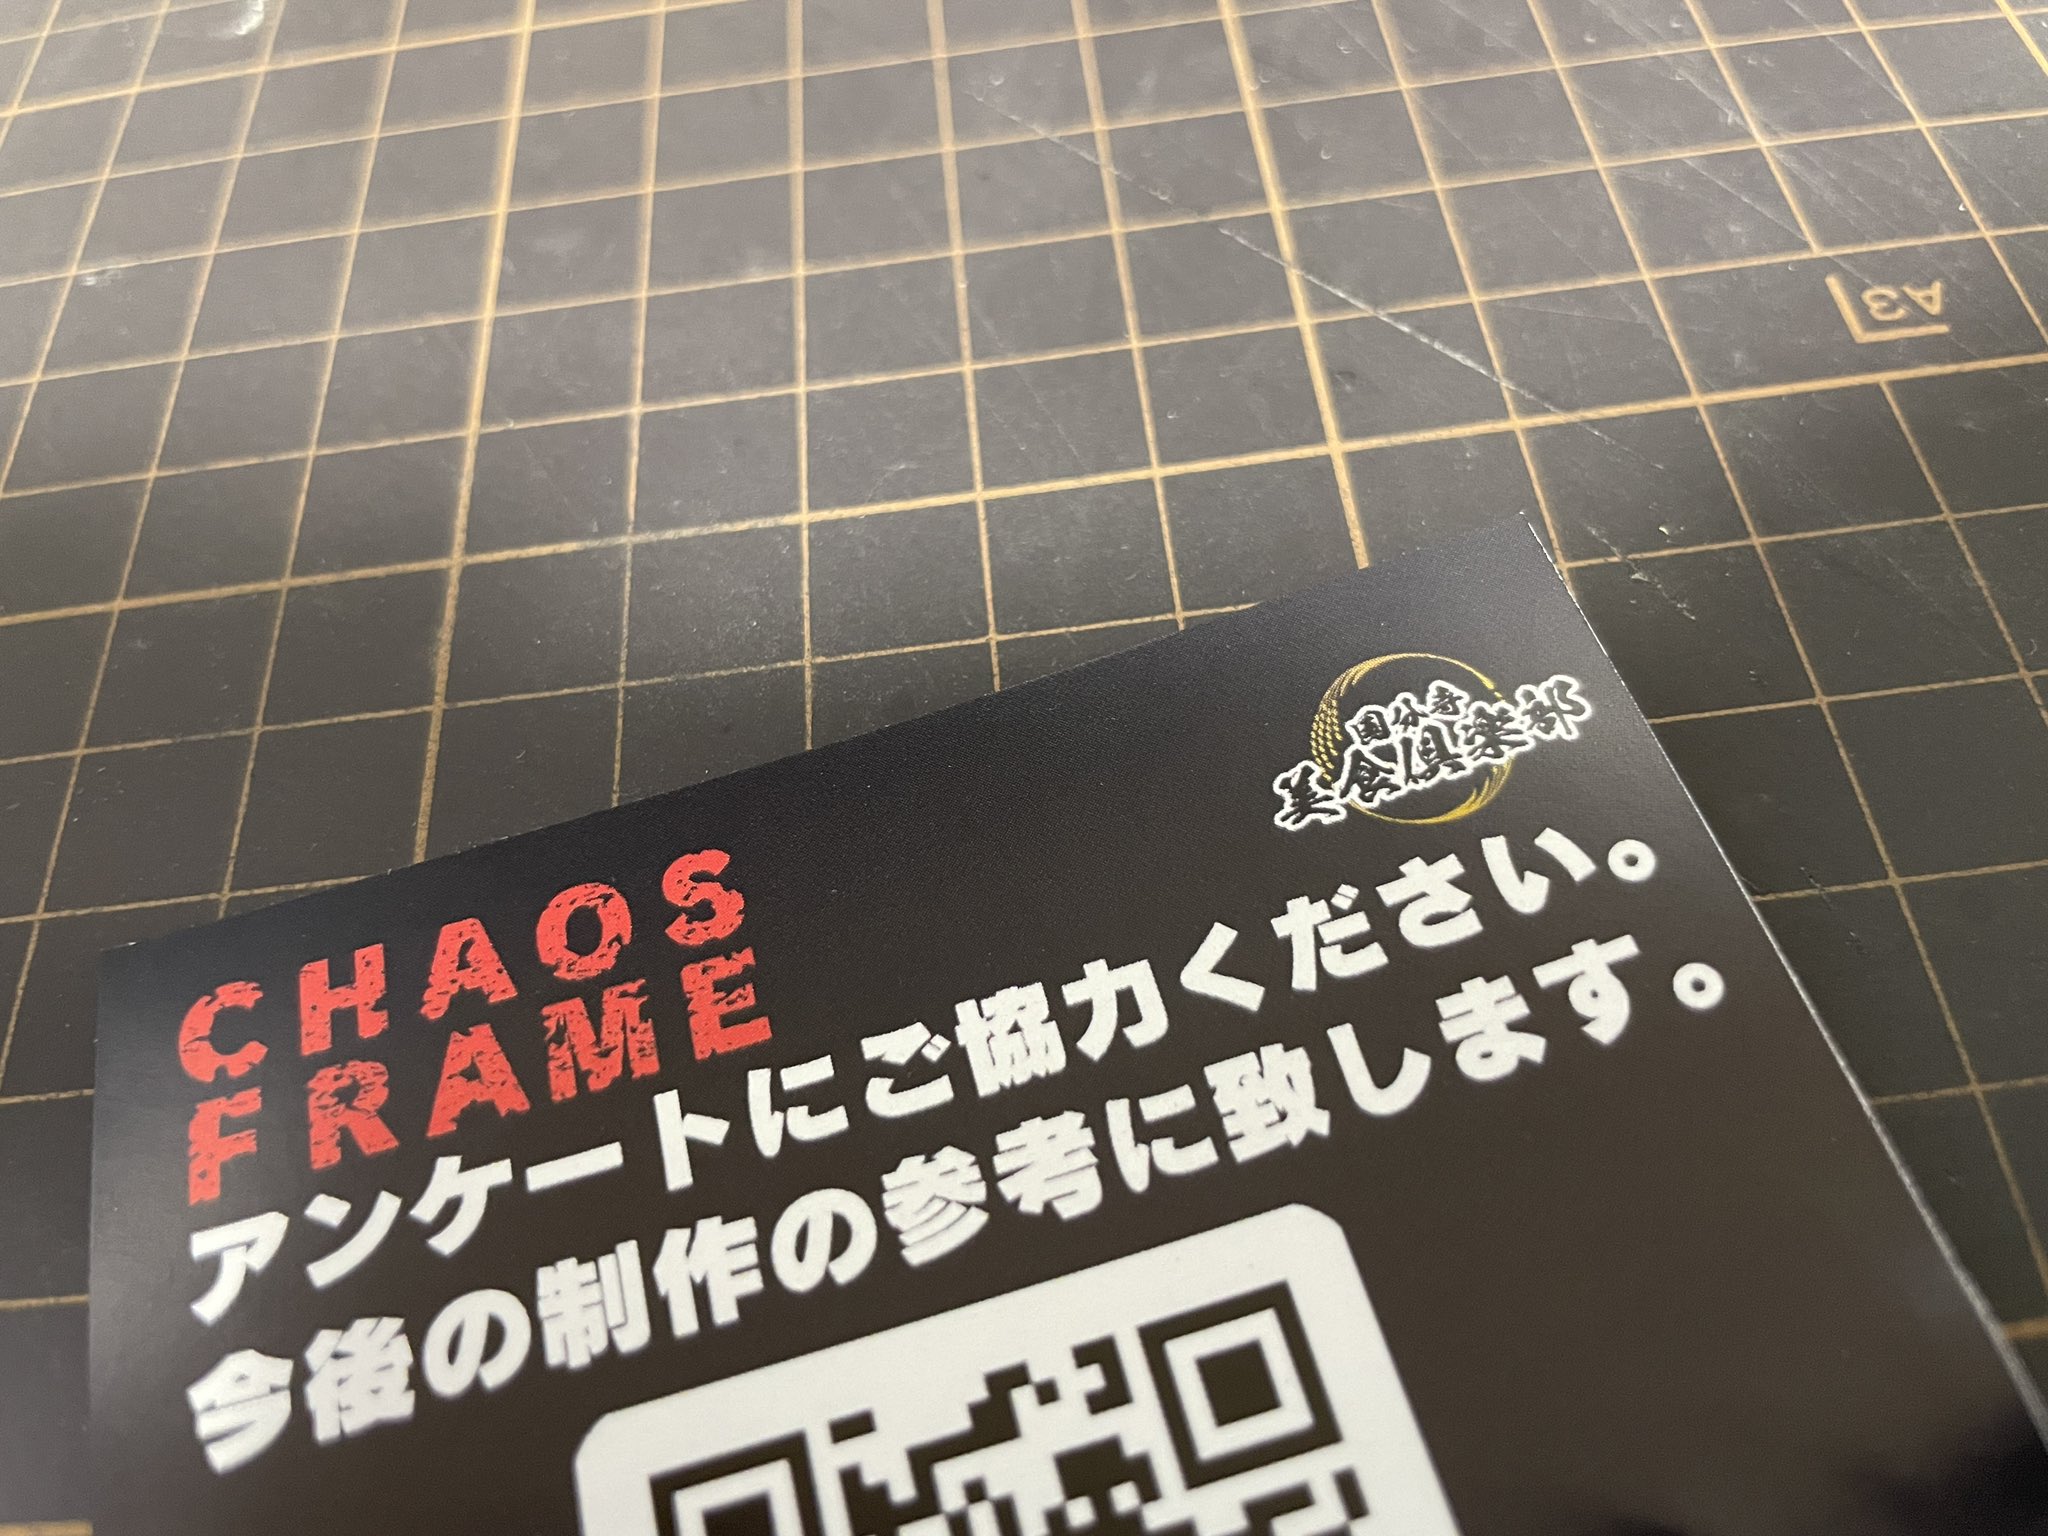 A3
国分寺
美食倶楽部
CHAOS
FRAME
アンケートにご協力ください。
今後の制作の参考に致します。